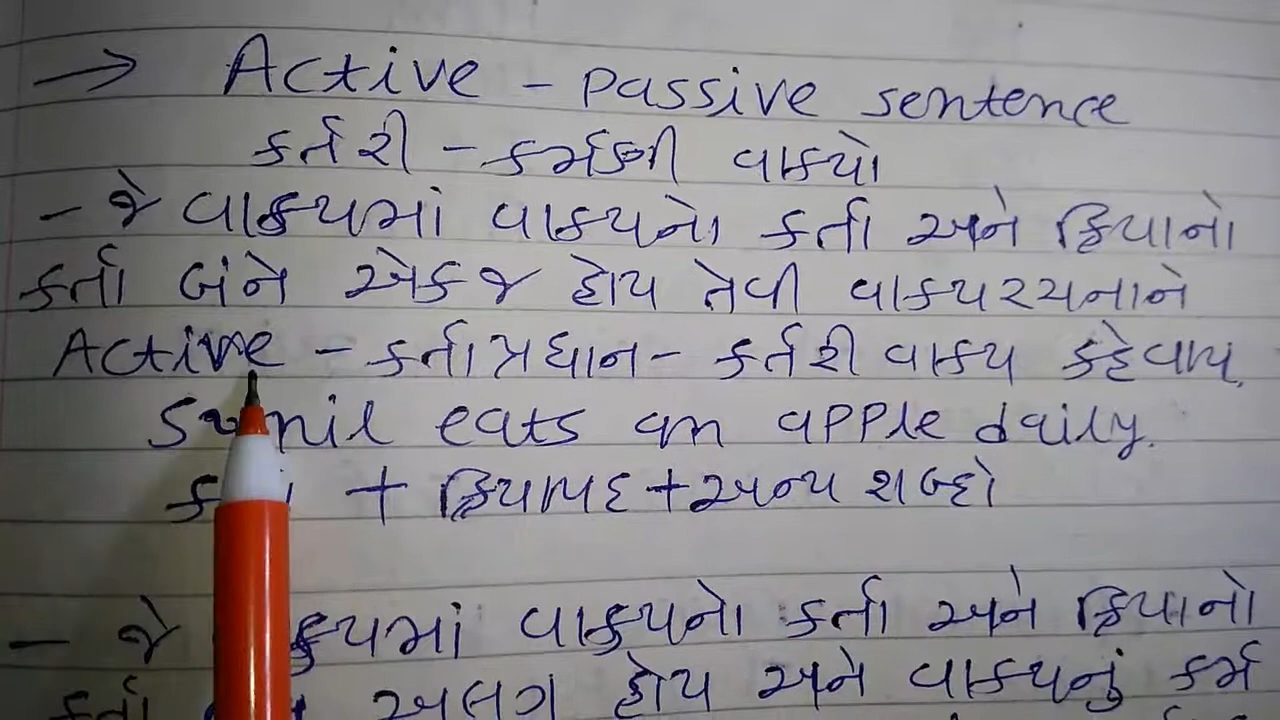 → Active - Passive sentence
કર્તરી - કર્મણી વાક્યો
- જે વાક્યમાં વાક્યનો કર્તા અને ક્રિયાનો
કર્તા બંને એક જ હોય તેવી વાક્યરચનાને
Active - કર્તાપ્રધાન - કર્તરી વાક્ય કહેવાય.
eats an apple daily.
+ ક્રિયાપદ + અન્ય શબ્દો
- જે વાક્યનો કર્તા અને ક્રિયાનો
કર્તા અલગ હોય અને વાક્યનું કર્મ